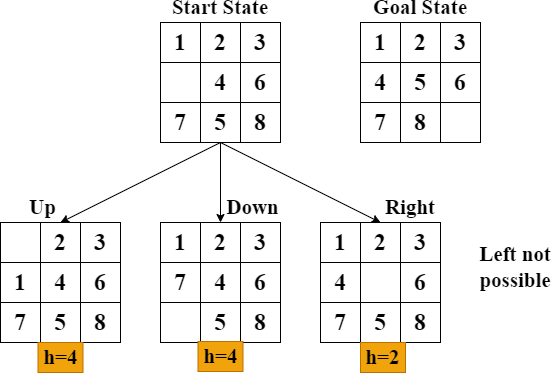 Start State
Goal State
1 2 3
4 6
7 5 8
1 2 3
4 5 6
7 8
Up
Down
Right
2 3
1 4 6
7 5 8
h=4
1 2 3
7 4 6
5 8
h=4
1 2 3
4 6
7 5 8
h=2
Left not
possible